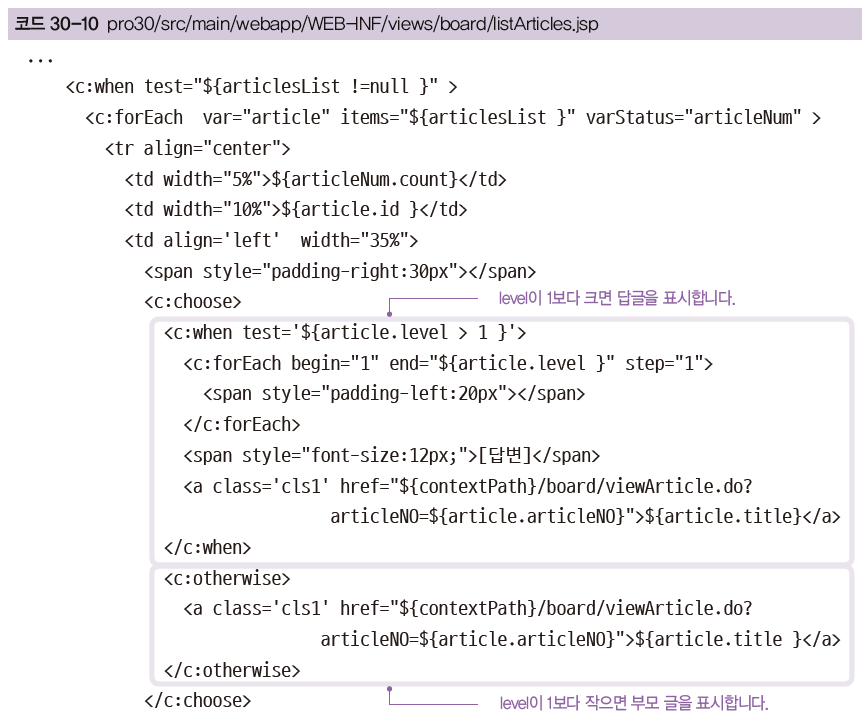 코드 30-10 pro30/src/main/webapp/WEB-INF/views/board/listArticles.jsp
...
<c:when test="${articlesList !=null }" >
<c:forEach  var="article" items="${articlesList }" varStatus="articleNum" >
<tr align="center">
<td width="5%">${articleNum.count}</td>
<td width="10%">${article.id }</td>
<td align='left'  width="35%">
<span style="padding-right:30px"></span>
<c:choose>
level이 1보다 크면 답글을 표시합니다.
<c:when test='${article.level > 1 }'>
<c:forEach begin="1" end="${article.level }" step="1">
<span style="padding-left:20px"></span>
</c:forEach>
<span style="font-size:12px;">[답변]</span>
<a class='cls1' href="${contextPath}/board/viewArticle.do?
articleNO=${article.articleNO}">${article.title}</a>
</c:when>
<c:otherwise>
<a class='cls1' href="${contextPath}/board/viewArticle.do?
articleNO=${article.articleNO}">${article.title }</a>
</c:otherwise>
</c:choose>
level이 1보다 작으면 부모 글을 표시합니다.